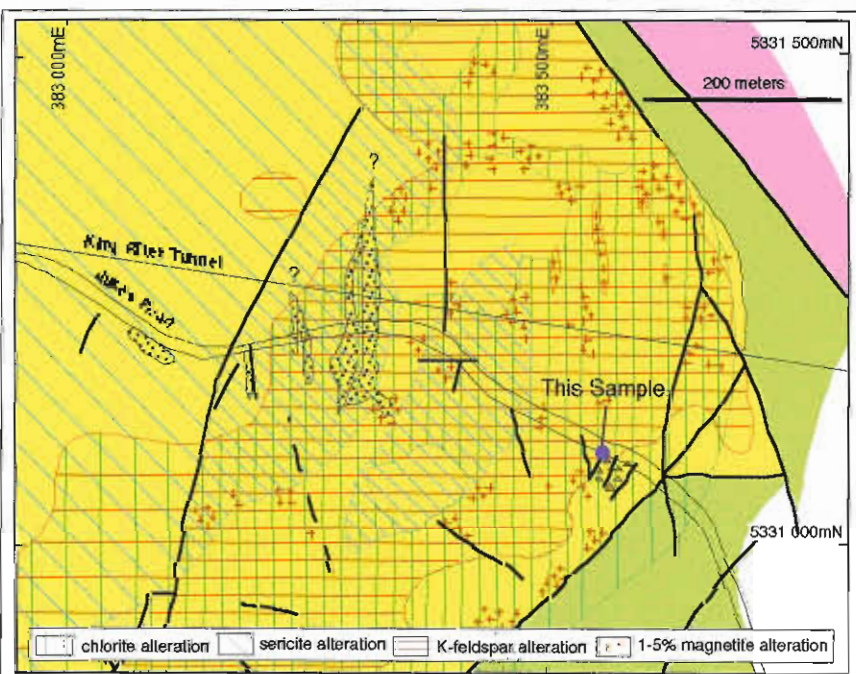 383 000mE
383 500mE
5331 500mN
200 meters
?
?
This Sample
5331 000mN
chlorite alteration
sericite alteration
K-feldspar alteration
1-5% magnetite alteration